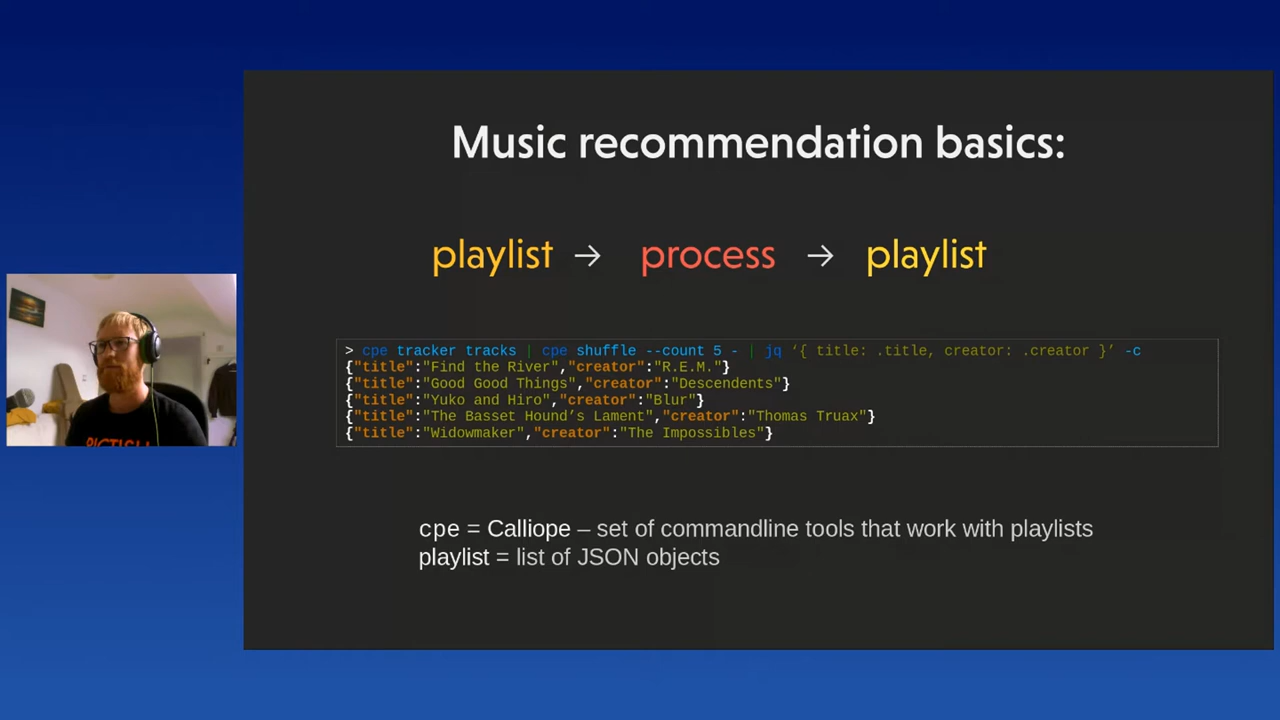 Music recommendation basics:
playlist → process → playlist
> cpe tracker tracks | cpe shuffle --count 5 - | jq ‘{ title: .title, creator: .creator }’ -c
{"title":"Find the River","creator":"R.E.M."}
{"title":"Good Good Things","creator":"Descendents"}
{"title":"Yuko and Hiro","creator":"Blur"}
{"title":"The Basset Hound’s Lament","creator":"Thomas Truax"}
{"title":"Widowmaker","creator":"The Impossibles"}
cpe = Calliope – set of commandline tools that work with playlists
playlist = list of JSON objects